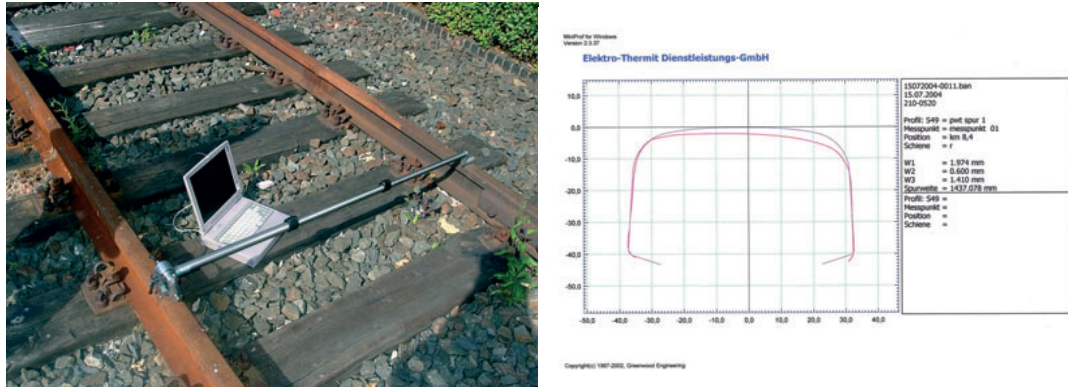 MiniProf for Windows
Version 2.3.37
Elektro-Thermit Dienstleistungs-GmbH
10,0
0,0
-10,0
-20,0
-30,0
-40,0
-50,0
-50,0 -40,0 -30,0 -20,0 -10,0 0,0 10,0 20,0 30,0 40,0
15072004-0011.ban
15.07.2004
210-0520
Profil: S49 = pwt spur 1
Messpunkt = messpunkt 01
Position = km 8,4
Schiene = r
W1 = 1.974 mm
W2 = 0.600 mm
W3 = 1.410 mm
Spurweite = 1437.078 mm
Profil: S49 =
Messpunkt =
Position =
Schiene =
Copyright(c) 1997-2002, Greenwood Engineering